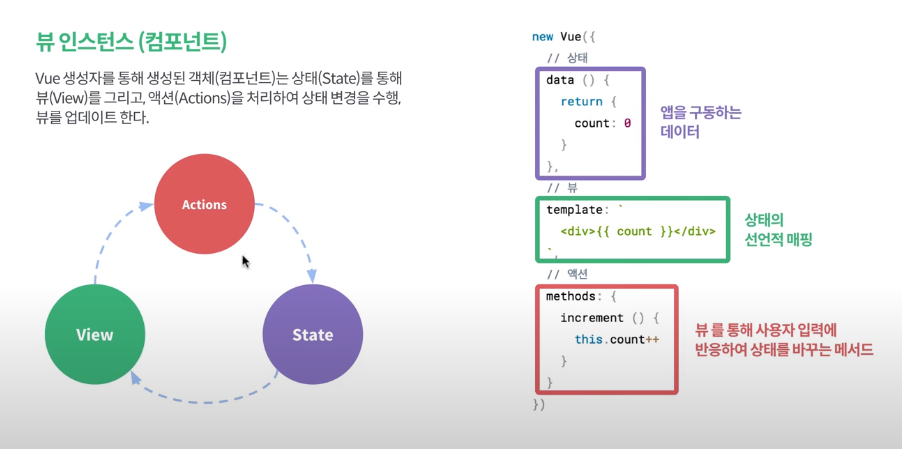 뷰 인스턴스 (컴포넌트)
Vue 생성자를 통해 생성된 객체(컴포넌트)는 상태(State)를 통해
뷰(View)를 그리고, 액션(Actions)을 처리하여 상태 변경을 수행,
뷰를 업데이트 한다.
Actions
View
State
new Vue({
// 상태
data () {
return {
count: 0
}
},
// 뷰
template: `
<div>{{ count }}</div>
`,
// 액션
methods: {
increment () {
this.count++
}
}
})
앱을 구동하는
데이터
상태의
선언적 매핑
뷰 를 통해 사용자 입력에
반응하여 상태를 바꾸는 메서드